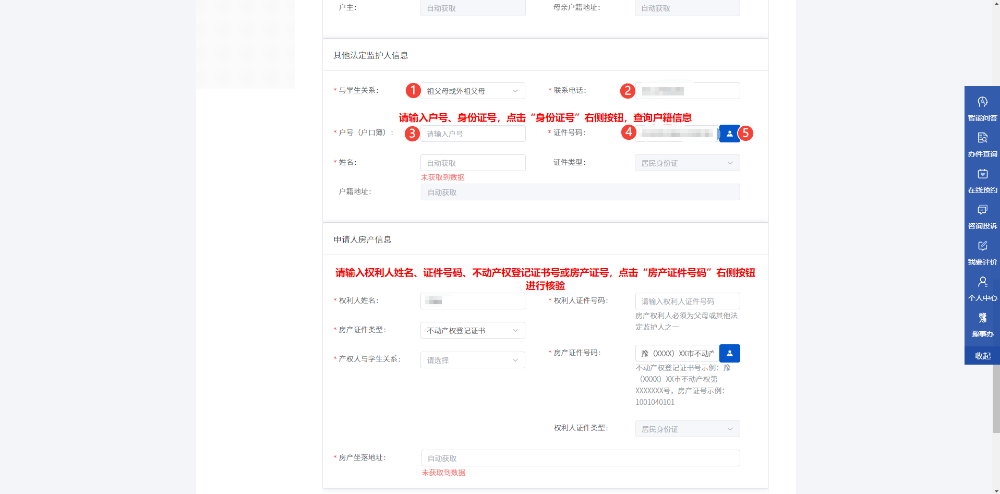 户主： 自动获取 母亲户籍地址： 自动获取
其他法定监护人信息
* 与学生关系： 1 祖父母或外祖父母 * 联系电话： 2
请输入户号、身份证号，点击“身份证号”右侧按钮，查询户籍信息
* 户号（户口簿）： 3 请输入户号 * 证件号码： 4 5
* 姓名： 自动获取 证件类型： 居民身份证
未获取到数据
户籍地址： 自动获取
申请人房产信息
请输入权利人姓名、证件号码、不动产权登记证书号或房产证号，点击“房产证件号码”右侧按钮
进行核验
* 权利人姓名： * 权利人证件号码： 请输入权利人证件号码
房产权利人必须为父母或其他法
定监护人之一
* 房产证件类型： 不动产权登记证书
* 房产证件号码： 豫（XXXX）XX市不动产
* 产权人与学生关系： 请选择
不动产权登记证书号示例：豫
（XXXX）XX市不动产权第
XXXXXXX号，房产证号示例：
1001040101
权利人证件类型： 居民身份证
* 房产坐落地址： 自动获取
未获取到数据
智能问答
办件查询
在线预约
咨询投诉
我要评价
个人中心
豫事办
收起